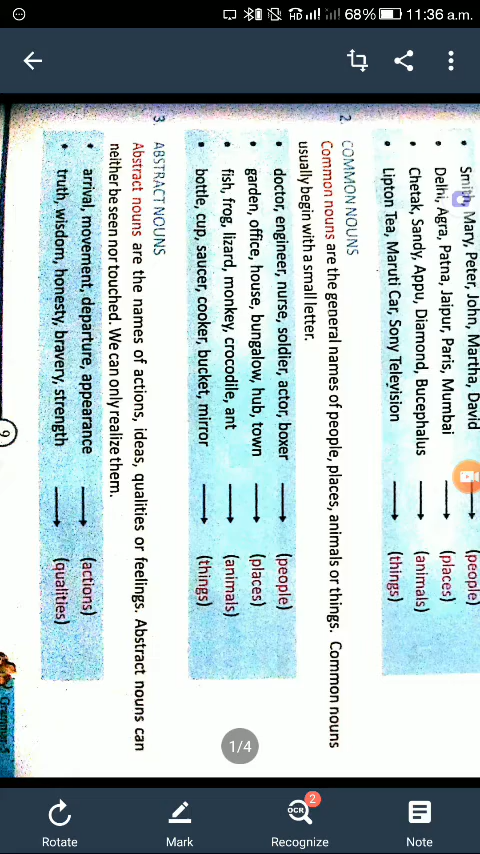 68% 11:36 a.m.
• Smith, Mary, Peter, John, Martha, David → (people)
• Delhi, Agra, Patna, Jaipur, Paris, Mumbai → (places)
• Chetak, Sandy, Appu, Diamond, Bucephalus → (animals)
• Lipton Tea, Maruti Car, Sony Television → (things)
2. COMMON NOUNS
Common nouns are the general names of people, places, animals or things. Common nouns
usually begin with a small letter.
• doctor, engineer, nurse, soldier, actor, boxer → (people)
• garden, office, house, bungalow, hub, town → (places)
• fish, frog, lizard, monkey, crocodile, ant → (animals)
• bottle, cup, saucer, cooker, bucket, mirror → (things)
3. ABSTRACT NOUNS
Abstract nouns are the names of actions, ideas, qualities or feelings. Abstract nouns can
neither be seen nor touched. We can only realize them.
• arrival, movement, departure, appearance → (actions)
• truth, wisdom, honesty, bravery, strength → (qualities)
9
Grammar-5
1/4
OCR 2
Rotate Mark Recognize Note